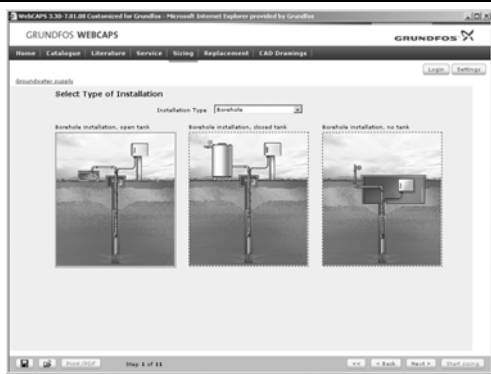 WebCAPS 3.30-7.01.00 Customized for Grundfos - Microsoft Internet Explorer provided by Grundfos
GRUNDFOS WEBCAPS
GRUNDFOS
Home Catalogue Literature Service Sizing Replacement CAD Drawings
Login Settings
Groundwater supply
Select Type of Installation
Installation Type Borehole
Borehole installation, open tank Borehole installation, closed tank Borehole installation, no tank
Print/PDF Step 1 of 11 << < Back Next > Start sizing